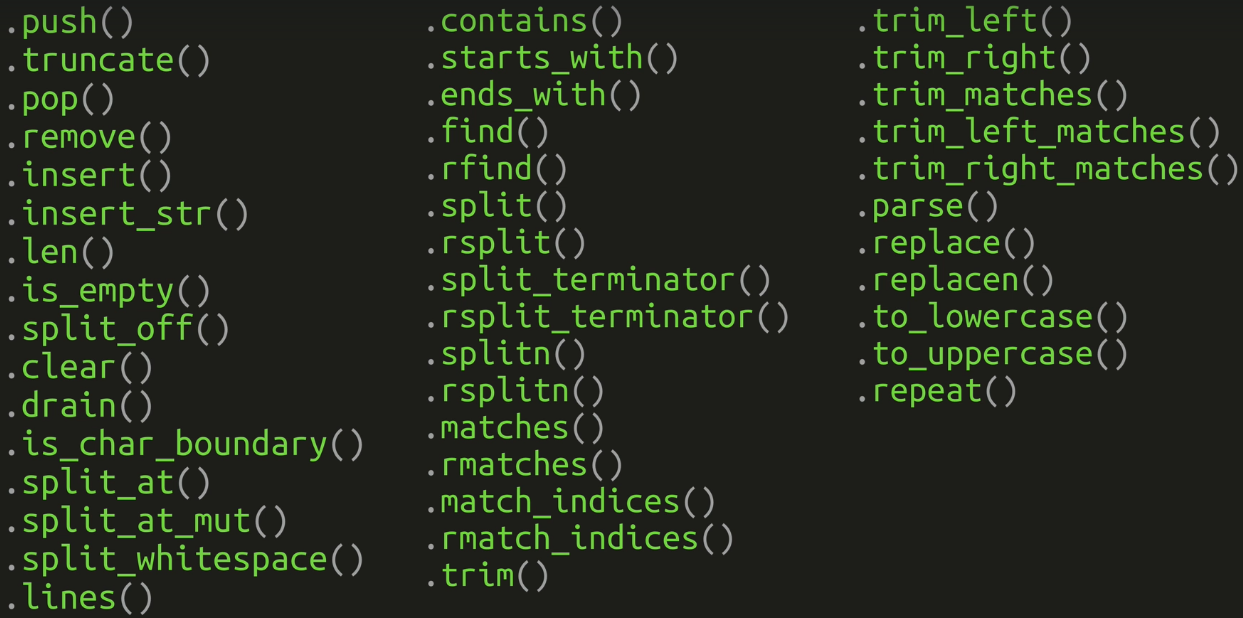 .push()
.truncate()
.pop()
.remove()
.insert()
.insert_str()
.len()
.is_empty()
.split_off()
.clear()
.drain()
.is_char_boundary()
.split_at()
.split_at_mut()
.split_whitespace()
.lines()
.contains()
.starts_with()
.ends_with()
.find()
.rfind()
.split()
.rsplit()
.split_terminator()
.rsplit_terminator()
.splitn()
.rsplitn()
.matches()
.rmatches()
.match_indices()
.rmatch_indices()
.trim()
.trim_left()
.trim_right()
.trim_matches()
.trim_left_matches()
.trim_right_matches()
.parse()
.replace()
.replacen()
.to_lowercase()
.to_uppercase()
.repeat()